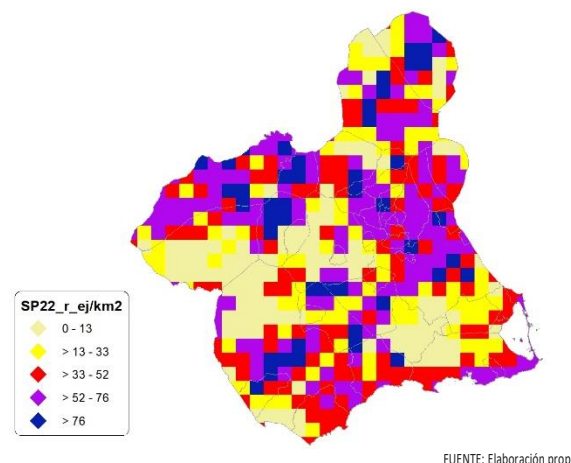 SP22_r_ej/km2
0 - 13
> 13 - 33
> 33 - 52
> 52 - 76
> 76
FUENTE: Elaboración prop